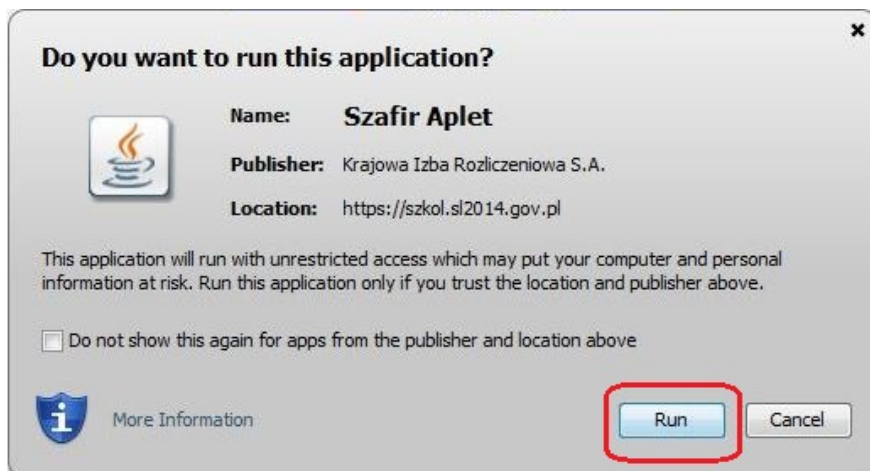 Do you want to run this application?
Name: Szafir Aplet
Publisher: Krajowa Izba Rozliczeniowa S.A.
Location: https://szkol.sl2014.gov.pl
This application will run with unrestricted access which may put your computer and personal
information at risk. Run this application only if you trust the location and publisher above.
Do not show this again for apps from the publisher and location above
More Information
Run
Cancel